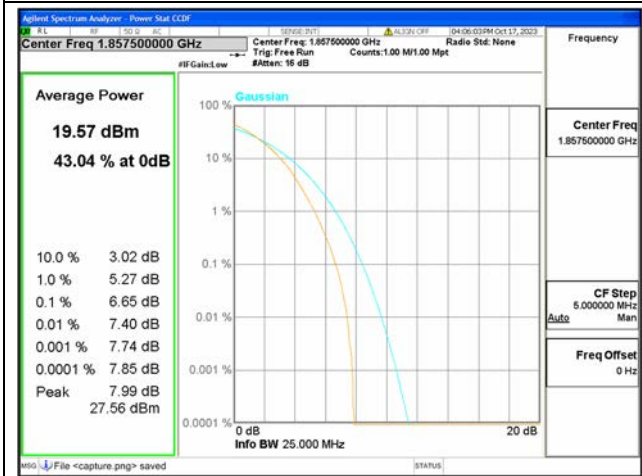 Agilent Spectrum Analyzer - Power Stat CCDF
RL RF 50 Ω AC SENSE:INT ALIGN OFF 04:06:03 PM Oct 17, 2023
Center Freq 1.857500000 GHz
Center Freq: 1.857500000 GHz Radio Std: None
Trig: Free Run Counts:1.00 M/1.00 Mpt
#IFGain:Low #Atten: 16 dB
Frequency
Average Power
19.57 dBm
43.04 % at 0dB
10.0 % 3.02 dB
1.0 % 5.27 dB
0.1 % 6.65 dB
0.01 % 7.40 dB
0.001 % 7.74 dB
0.0001 % 7.85 dB
Peak 7.99 dB
27.56 dBm
Gaussian
100 %
10 %
1 %
0.1 %
0.01 %
0.001 %
0.0001 %
0 dB 20 dB
Info BW 25.000 MHz
Center Freq
1.857500000 GHz
CF Step
5.000000 MHz
Auto Man
Freq Offset
0 Hz
MSG File <capture.png> saved STATUS